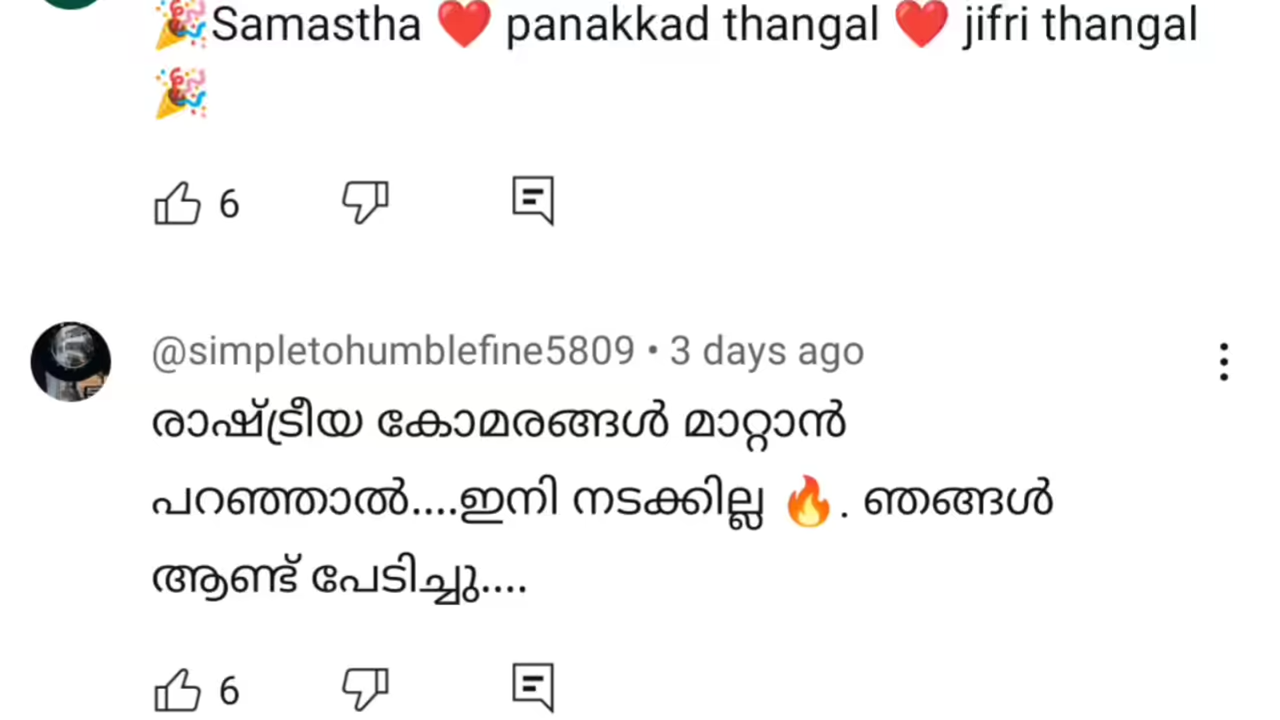 🎉Samastha ❤️ panakkad thangal ❤️ jifri thangal
🎉
6
@simpletohumblefine5809 • 3 days ago
രാഷ്ട്രീയ കോമരങ്ങൾ മാറ്റാൻ
പറഞ്ഞാൽ....ഇനി നടക്കില്ല 🔥. ഞങ്ങൾ
ആണ്ട് പേടിച്ചു....
6